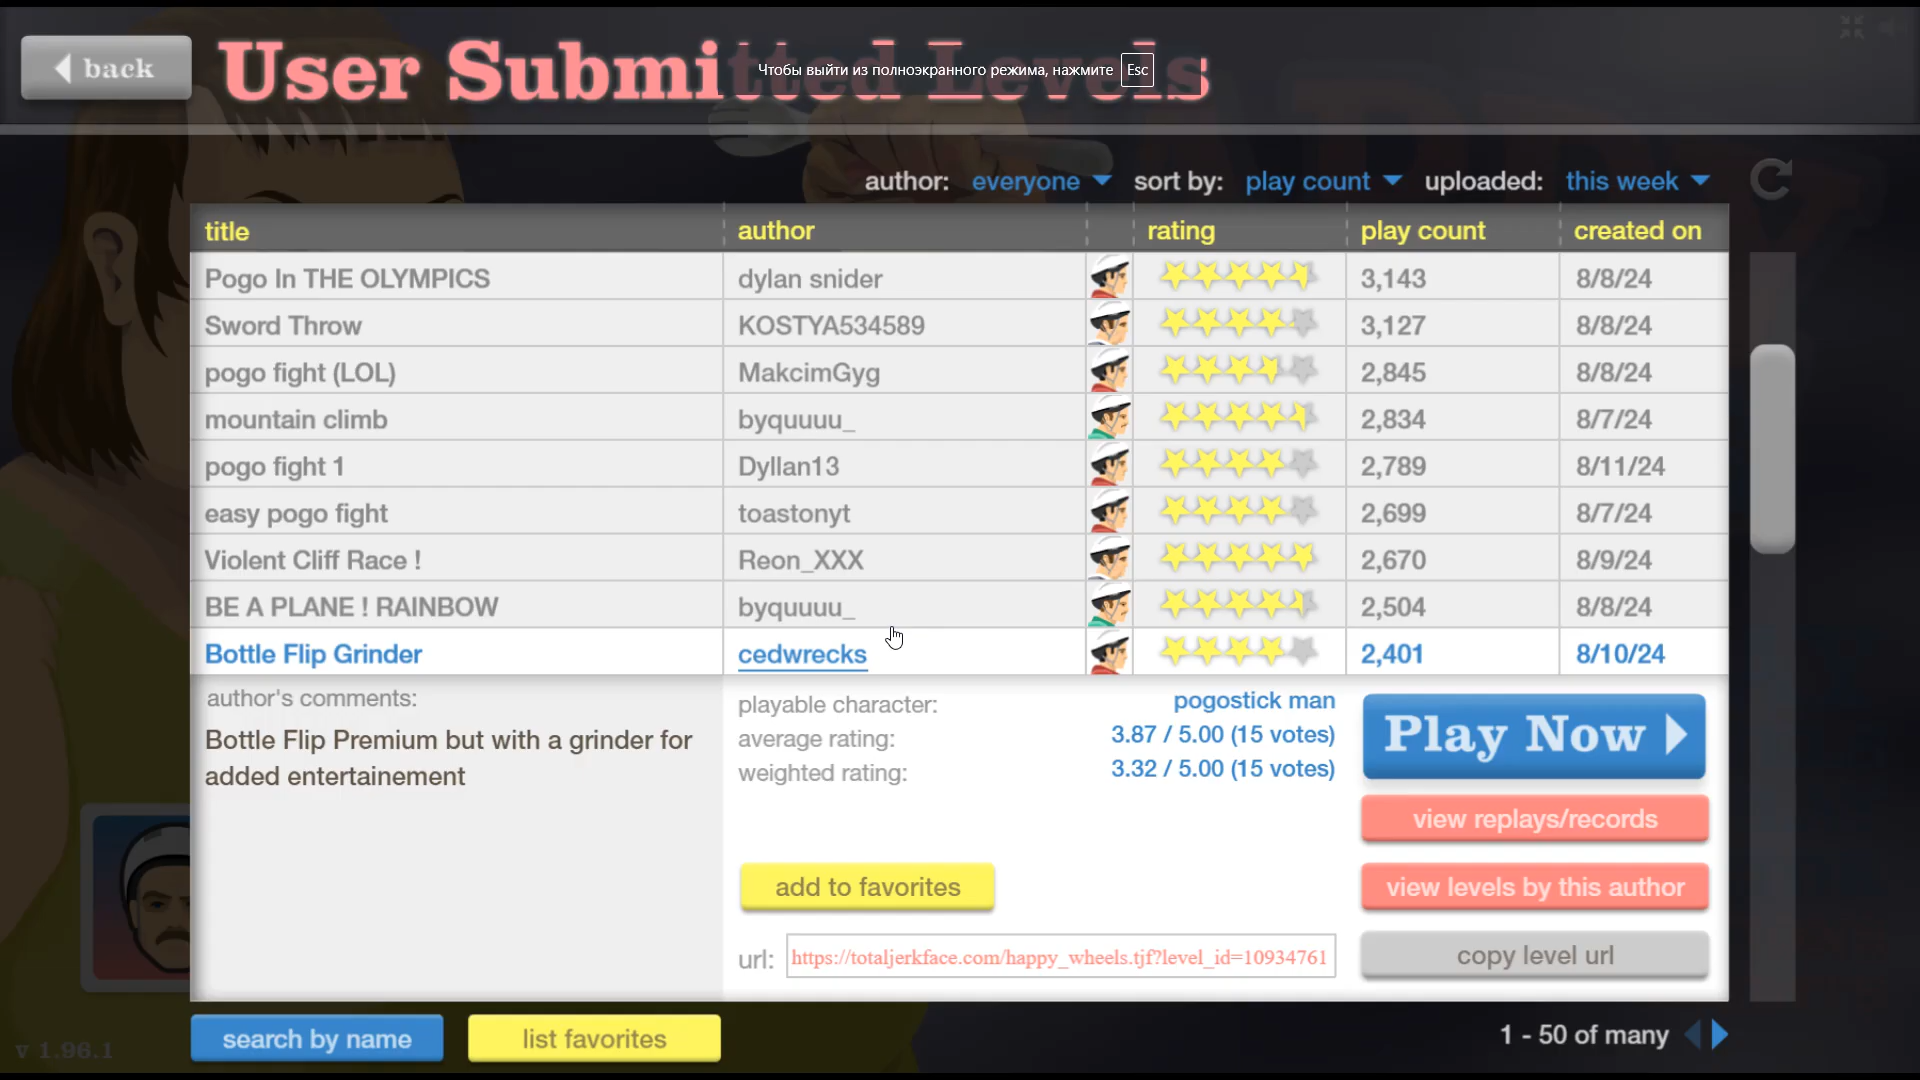 back
User Submitted Levels
Чтобы выйти из полноэкранного режима, нажмите Esc
author: everyone sort by: play count uploaded: this week
title author rating play count created on
Pogo In THE OLYMPICS dylan snider 3,143 8/8/24
Sword Throw KOSTYA534589 3,127 8/8/24
pogo fight (LOL) MakcimGyg 2,845 8/8/24
mountain climb byquuuu_ 2,834 8/7/24
pogo fight 1 Dyllan13 2,789 8/11/24
easy pogo fight toastonyt 2,699 8/7/24
Violent Cliff Race ! Reon_XXX 2,670 8/9/24
BE A PLANE ! RAINBOW byquuuu_ 2,504 8/8/24
Bottle Flip Grinder cedwrecks 2,401 8/10/24
author's comments:
Bottle Flip Premium but with a grinder for
added entertainement
playable character: pogostick man
average rating: 3.87 / 5.00 (15 votes)
weighted rating: 3.32 / 5.00 (15 votes)
Play Now
view replays/records
add to favorites
view levels by this author
url: https://totaljerkface.com/happy_wheels.tjf?level_id=10934761
copy level url
search by name
list favorites
1 - 50 of many
v 1.96.1